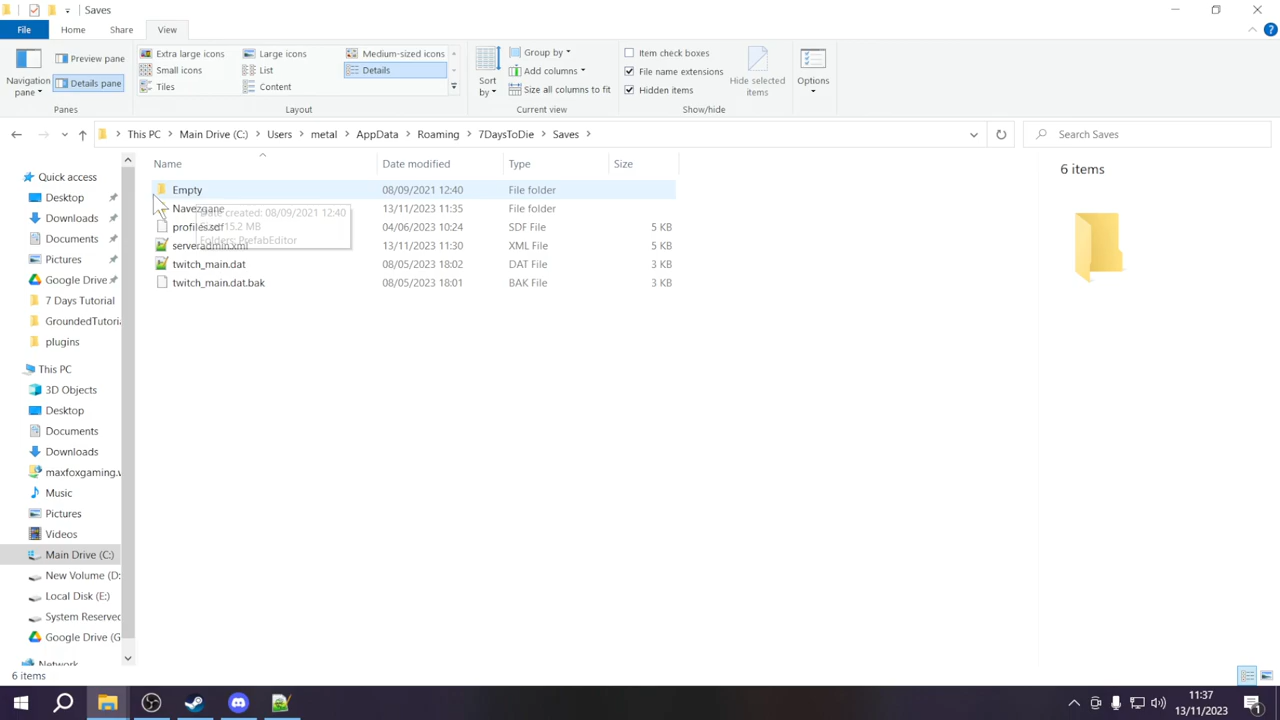 Saves
File Home Share View
Navigation pane
Preview pane
Details pane
Panes
Extra large icons Large icons Medium-sized icons
Small icons List Details
Tiles Content
Layout
Sort by
Group by
Add columns
Size all columns to fit
Current view
Item check boxes
File name extensions
Hidden items
Hide selected items
Show/hide
Options
This PC > Main Drive (C:) > Users > metal > AppData > Roaming > 7DaysToDie > Saves >
Search Saves
Quick access
Desktop
Downloads
Documents
Pictures
Google Drive
7 Days Tutorial
GroundedTutori
plugins
This PC
3D Objects
Desktop
Documents
Downloads
maxfoxgaming.v
Music
Pictures
Videos
Main Drive (C:)
New Volume (D:
Local Disk (E:)
System Reserved
Google Drive (G
Network
Name Date modified Type Size
Empty 08/09/2021 12:40 File folder
Navezgane 13/11/2023 11:35 File folder
profiles.sdf 04/06/2023 10:24 SDF File 5 KB
serveradmin.xml 13/11/2023 11:30 XML File 5 KB
twitch_main.dat 08/05/2023 18:02 DAT File 3 KB
twitch_main.dat.bak 08/05/2023 18:01 BAK File 3 KB
Date created: 08/09/2021 12:40
Size: 15.2 MB
Folders: PrefabEditor
6 items
6 items
11:37
13/11/2023
1